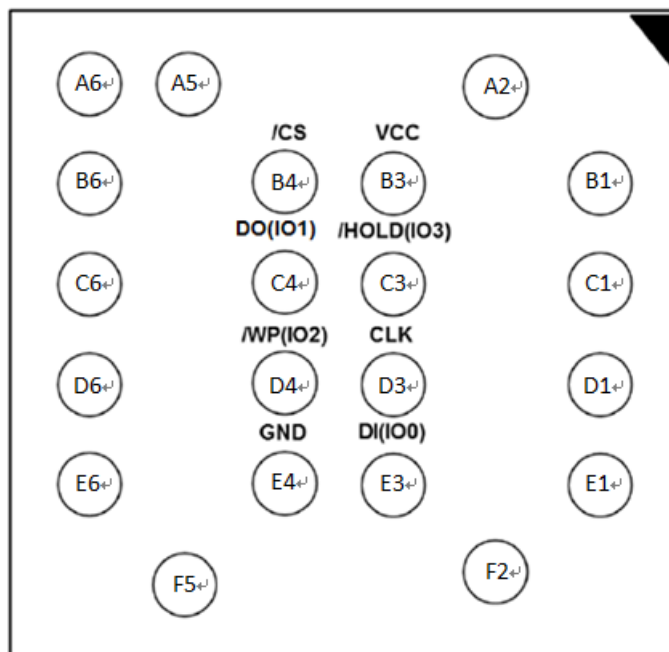 A6↵ A5↵ A2↵
/CS VCC
B6↵ B4↵ B3↵ B1↵
DO(IO1) /HOLD(IO3)
C6↵ C4↵ C3↵ C1↵
/WP(IO2) CLK
D6↵ D4↵ D3↵ D1↵
GND DI(IO0)
E6↵ E4↵ E3↵ E1↵
F5↵ F2↵